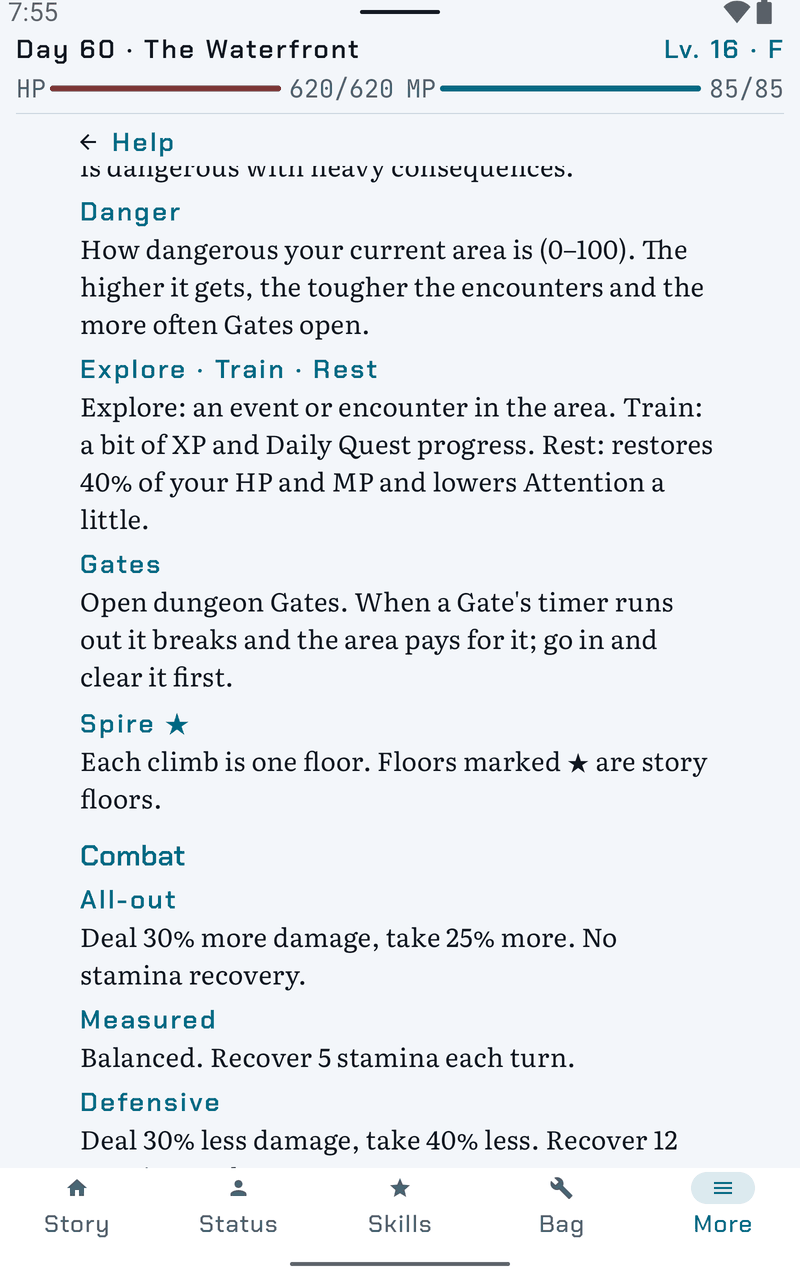 7:55
Day 60 · The Waterfront Lv. 16 · F
HP 620/620 MP 85/85
← Help
is dangerous with heavy consequences.
Danger
How dangerous your current area is (0–100). The
higher it gets, the tougher the encounters and the
more often Gates open.
Explore · Train · Rest
Explore: an event or encounter in the area. Train:
a bit of XP and Daily Quest progress. Rest: restores
40% of your HP and MP and lowers Attention a
little.
Gates
Open dungeon Gates. When a Gate's timer runs
out it breaks and the area pays for it; go in and
clear it first.
Spire ★
Each climb is one floor. Floors marked ★ are story
floors.
Combat
All-out
Deal 30% more damage, take 25% more. No
stamina recovery.
Measured
Balanced. Recover 5 stamina each turn.
Defensive
Deal 30% less damage, take 40% less. Recover 12
Story Status Skills Bag More